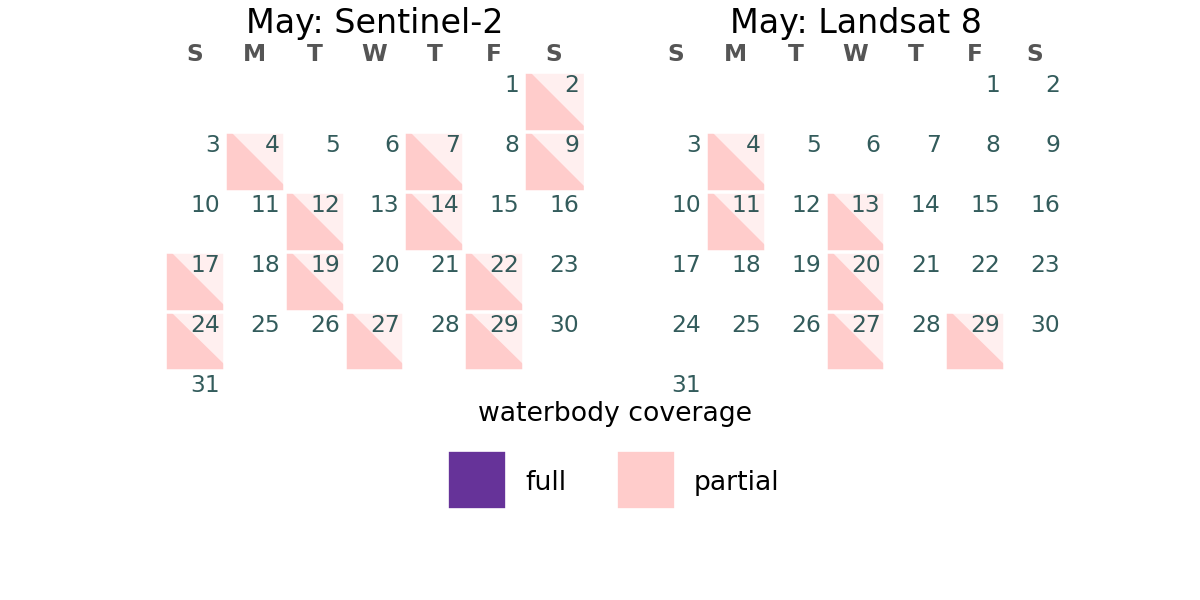 May: Sentinel-2
S M T W T F S
1 2
3 4 5 6 7 8 9
10 11 12 13 14 15 16
17 18 19 20 21 22 23
24 25 26 27 28 29 30
31
May: Landsat 8
S M T W T F S
1 2
3 4 5 6 7 8 9
10 11 12 13 14 15 16
17 18 19 20 21 22 23
24 25 26 27 28 29 30
31
waterbody coverage
full partial